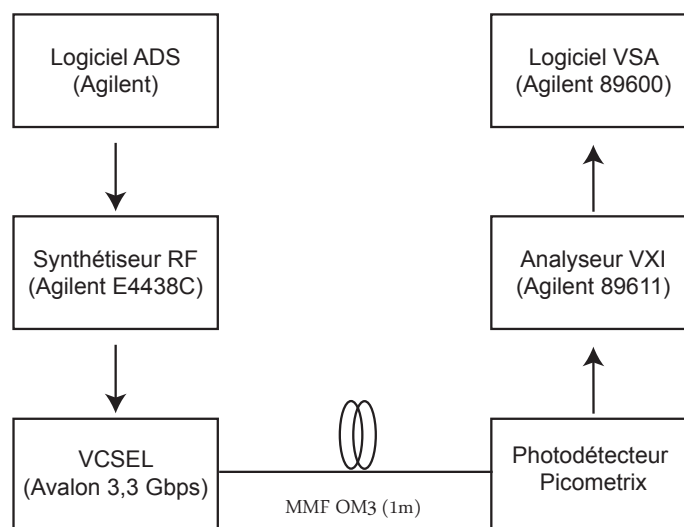 Logiciel ADS
(Agilent)
Logiciel VSA
(Agilent 89600)
Synthétiseur RF
(Agilent E4438C)
Analyseur VXI
(Agilent 89611)
VCSEL
(Avalon 3,3 Gbps)
MMF OM3 (1m)
Photodétecteur
Picometrix